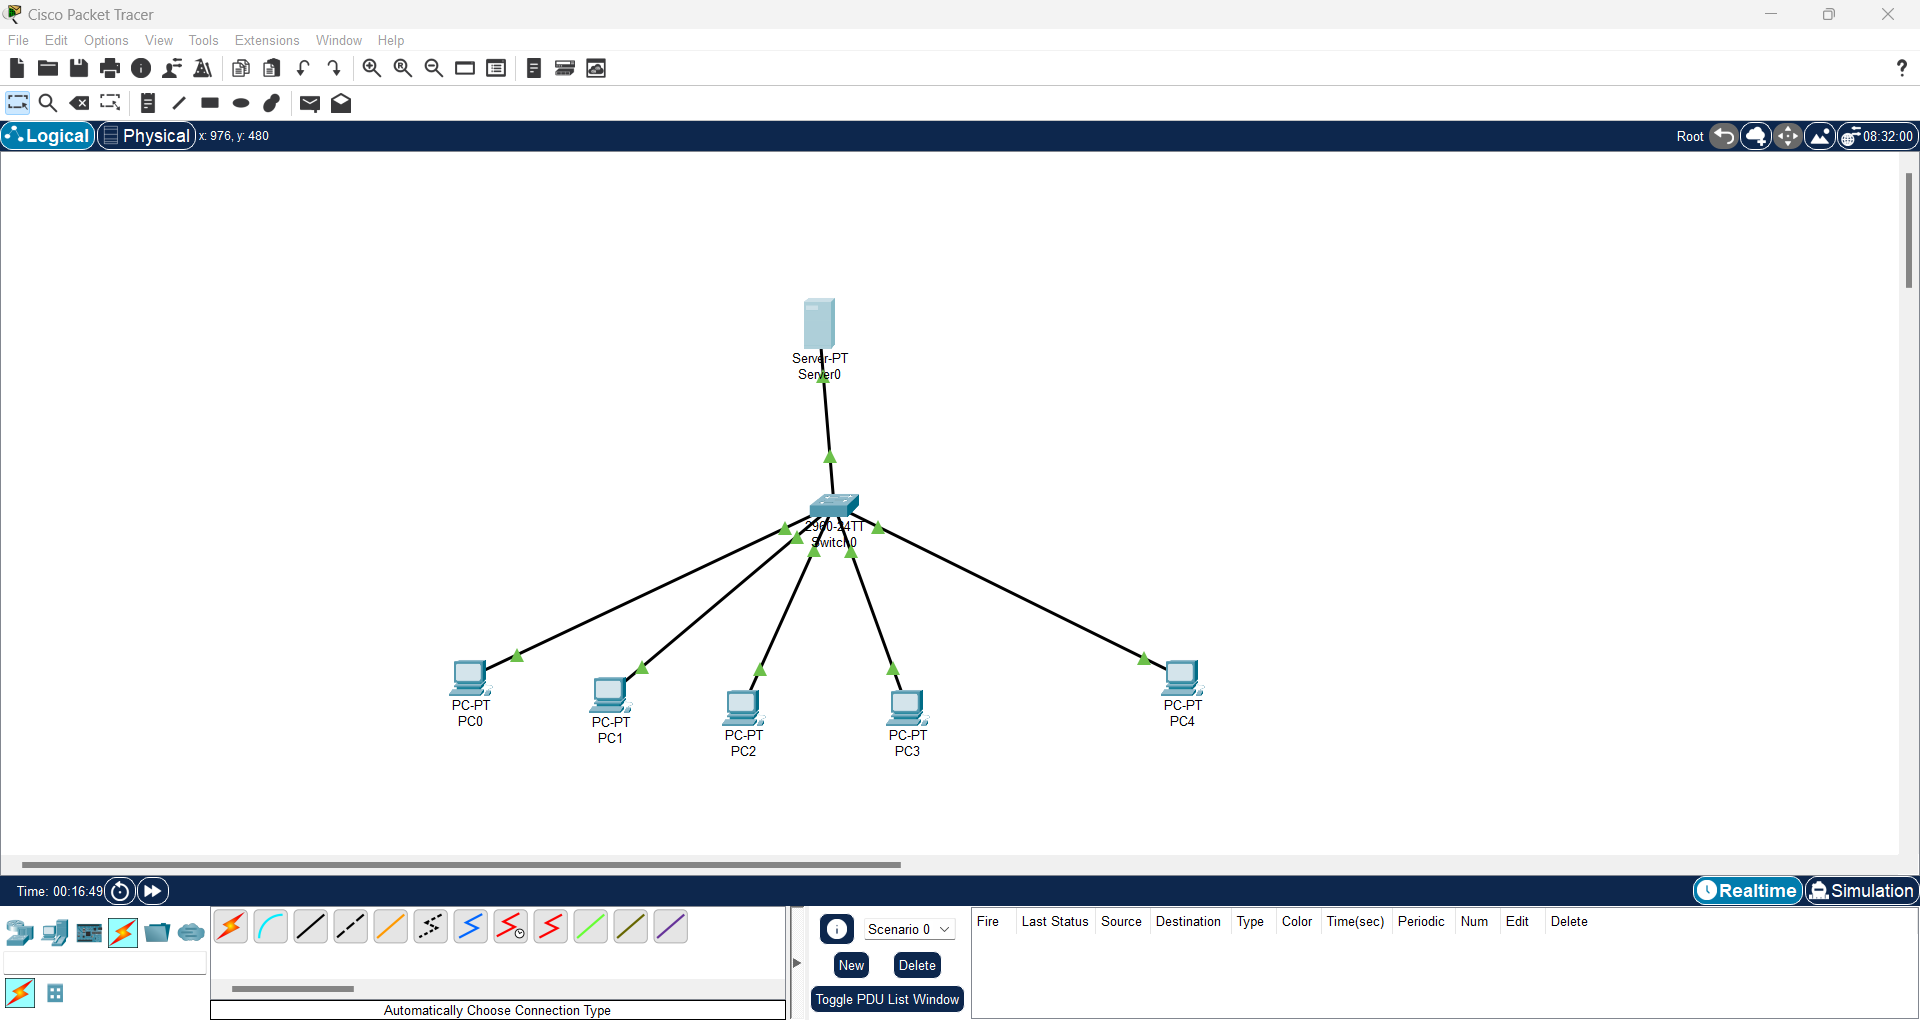 Cisco Packet Tracer
File Edit Options View Tools Extensions Window Help
Logical Physical x: 976, y: 480 Root 08:32:00
Server-PT
Server0
2960-24TT
Switch0
PC-PT
PC0
PC-PT
PC1
PC-PT
PC2
PC-PT
PC3
PC-PT
PC4
Time: 00:16:49 Realtime Simulation
Scenario 0
New Delete
Toggle PDU List Window
Fire Last Status Source Destination Type Color Time(sec) Periodic Num Edit Delete
Automatically Choose Connection Type